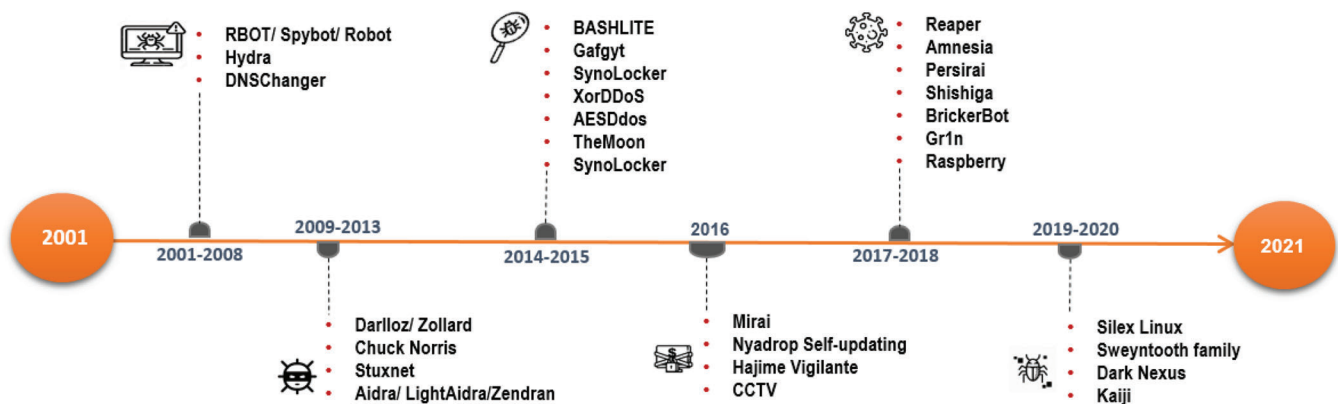 RBOT/ Spybot/ Robot
Hydra
DNSChanger
BASHLITE
Gafgyt
SynoLocker
XorDDoS
AESDdos
TheMoon
SynoLocker
Reaper
Amnesia
Persirai
Shishiga
BrickerBot
Gr1n
Raspberry
2001
2001-2008
2009-2013
2014-2015
2016
2017-2018
2019-2020
2021
Darlloz/ Zollard
Chuck Norris
Stuxnet
Aidra/ LightAidra/Zendran
$
Mirai
Nyadrop Self-updating
Hajime Vigilante
CCTV
Silex Linux
Sweyntooth family
Dark Nexus
Kaiji